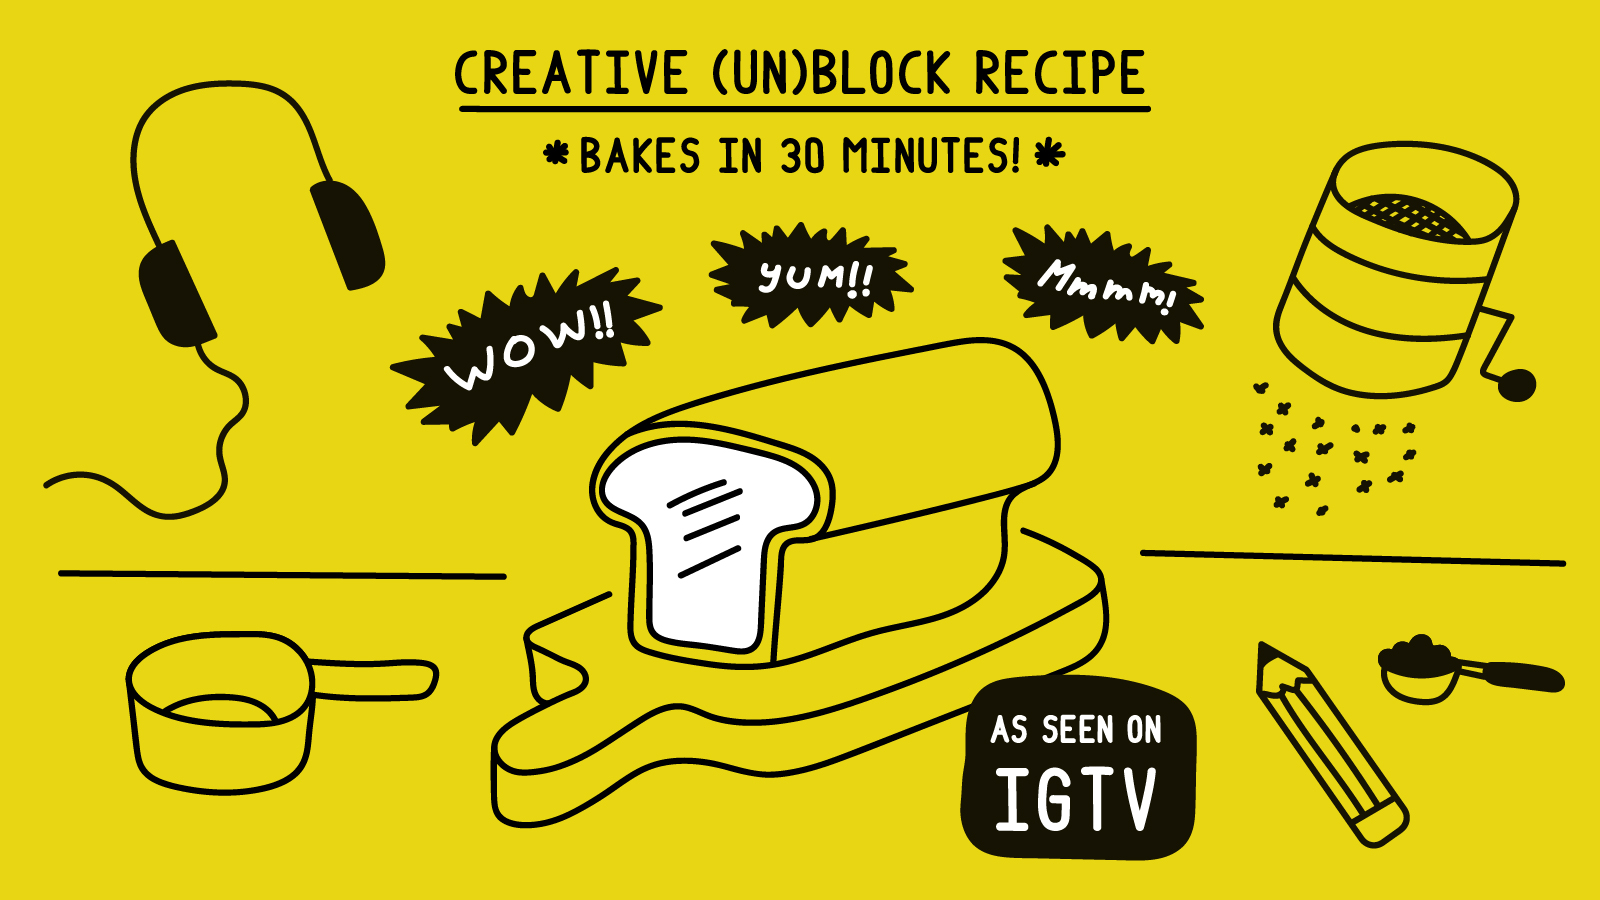 CREATIVE (UN)BLOCK RECIPE
*BAKES IN 30 MINUTES! *
WOW!!
YUM!!
Mmmm!
AS SEEN ON
IGTV